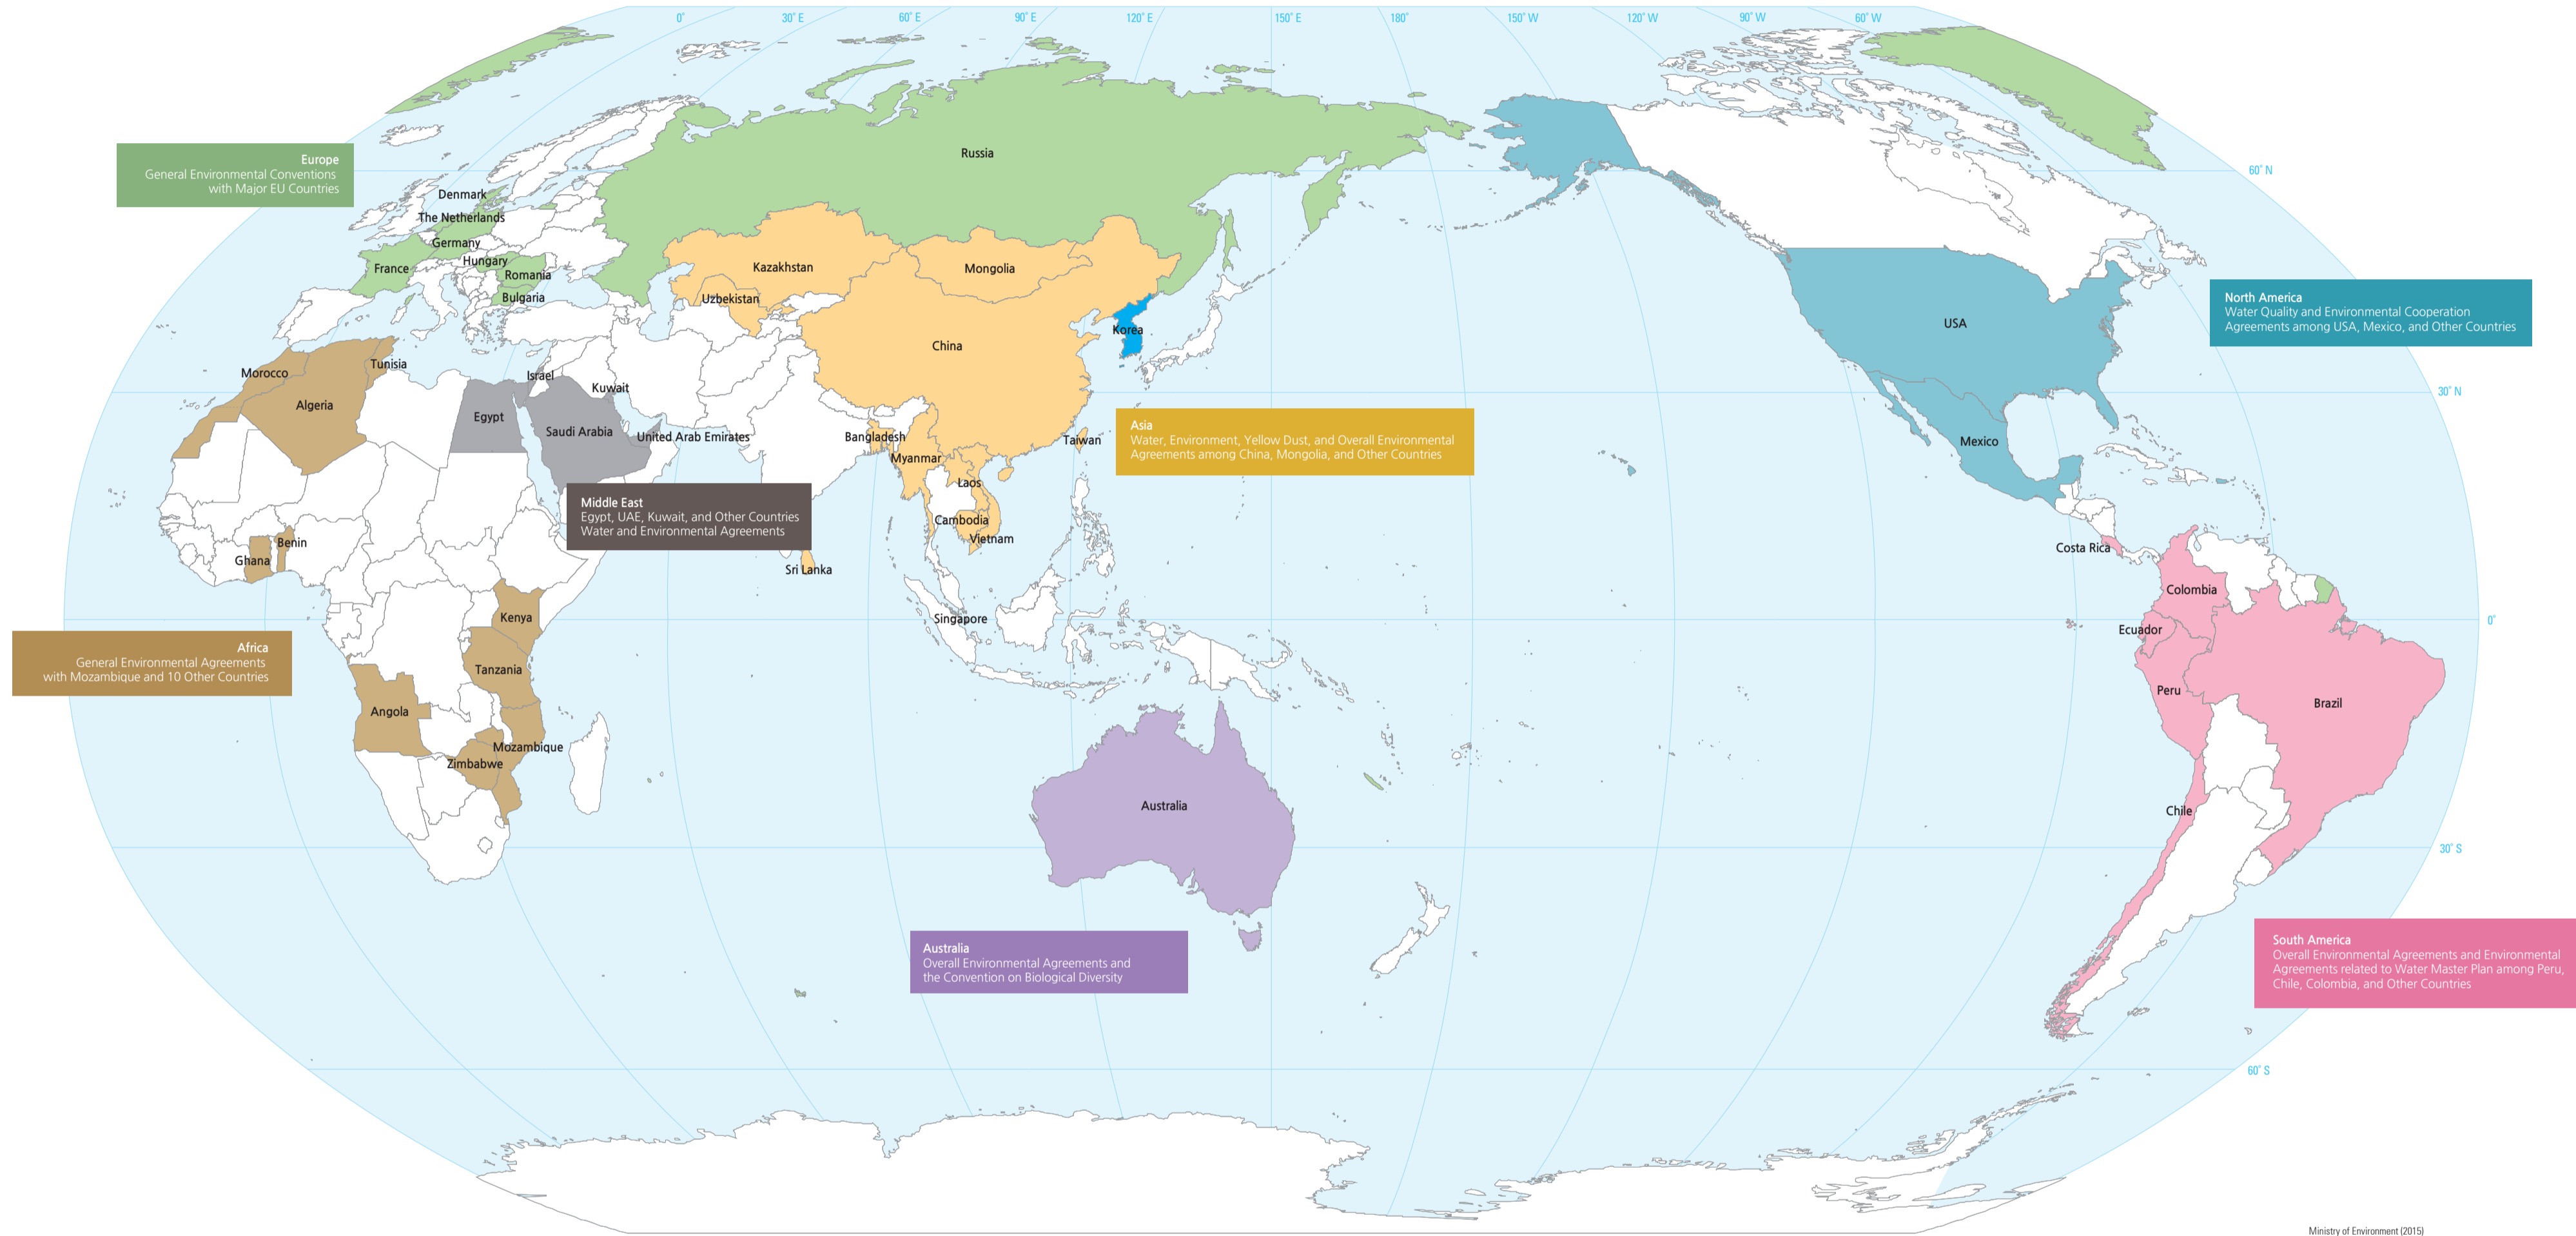 0°
30° E
60° E
90° E
120° E
150° E
180°
150° W
120° W
90° W
60° W
60° N
30° N
0°
30° S
60° S
Europe
General Environmental Conventions
with Major EU Countries
Denmark
The Netherlands
Germany
France
Hungary
Romania
Bulgaria
Russia
Kazakhstan
Uzbekistan
Mongolia
China
Korea
Taiwan
Bangladesh
Myanmar
Laos
Cambodia
Vietnam
Sri Lanka
Singapore
Asia
Water, Environment, Yellow Dust, and Overall Environmental
Agreements among China, Mongolia, and Other Countries
Morocco
Algeria
Tunisia
Egypt
Israel
Kuwait
Saudi Arabia
United Arab Emirates
Middle East
Egypt, UAE, Kuwait, and Other Countries
Water and Environmental Agreements
Ghana
Benin
Kenya
Tanzania
Angola
Mozambique
Zimbabwe
Africa
General Environmental Agreements
with Mozambique and 10 Other Countries
Australia
Australia
Overall Environmental Agreements and
the Convention on Biological Diversity
North America
Water Quality and Environmental Cooperation
Agreements among USA, Mexico, and Other Countries
USA
Mexico
Costa Rica
Colombia
Ecuador
Peru
Brazil
Chile
South America
Overall Environmental Agreements and Environmental
Agreements related to Water Master Plan among Peru,
Chile, Colombia, and Other Countries
Ministry of Environment (2015)